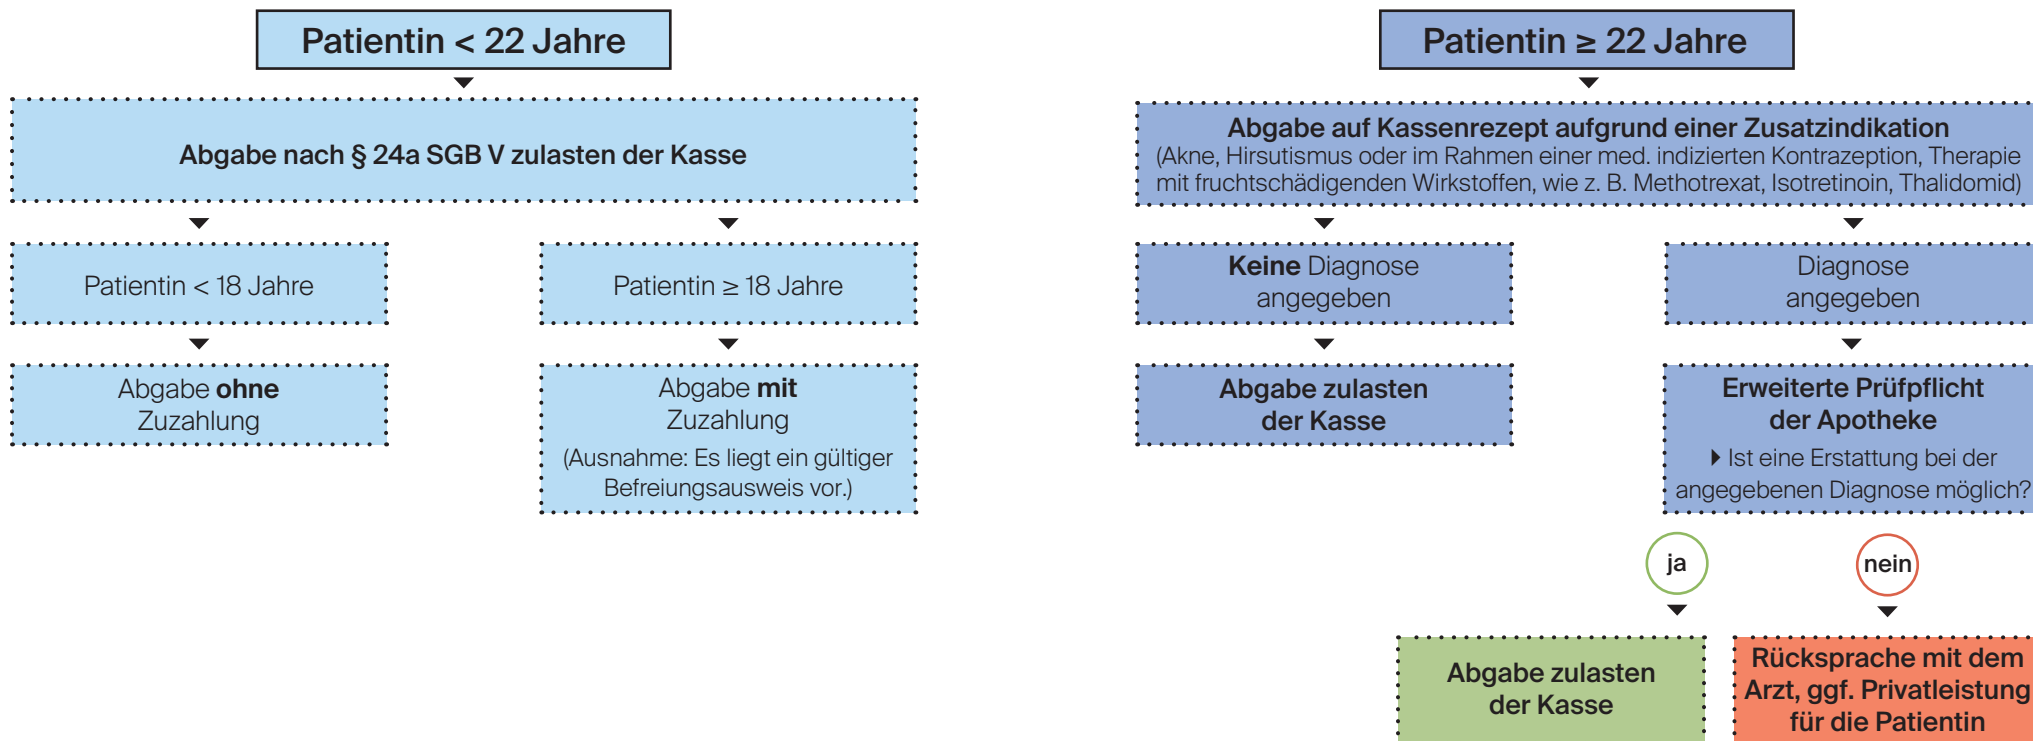 Patientin < 22 Jahre
Abgabe nach § 24a SGB V zulasten der Kasse
Patientin < 18 Jahre
Patientin ≥ 18 Jahre
Abgabe ohne
Zuzahlung
Abgabe mit
Zuzahlung
(Ausnahme: Es liegt ein gültiger
Befreiungsausweis vor.)
Patientin ≥ 22 Jahre
Abgabe auf Kassenrezept aufgrund einer Zusatzindikation
(Akne, Hirsutismus oder im Rahmen einer med. indizierten Kontrazeption, Therapie
mit fruchtschädigenden Wirkstoffen, wie z. B. Methotrexat, Isotretinoin, Thalidomid)
Keine Diagnose
angegeben
Diagnose
angegeben
Abgabe zulasten
der Kasse
Erweiterte Prüfpflicht
der Apotheke
Ist eine Erstattung bei der
angegebenen Diagnose möglich?
ja
nein
Abgabe zulasten
der Kasse
Rücksprache mit dem
Arzt, ggf. Privatleistung
für die Patientin